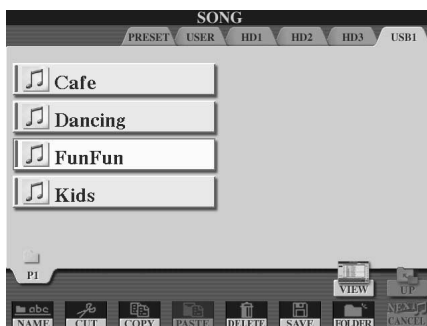 SONG
PRESET USER HD1 HD2 HD3 USB1
Cafe
Dancing
FunFun
Kids
P1
VIEW UP
abc
NAME CUT COPY PASTE DELETE SAVE FOLDER CANCEL